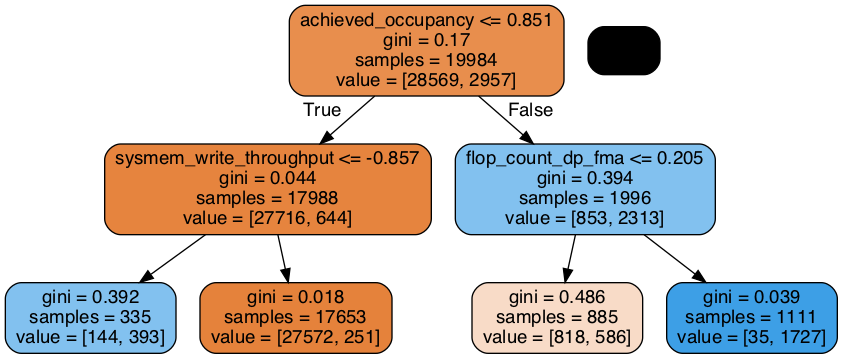 achieved_occupancy <= 0.851
gini = 0.17
samples = 19984
value = [28569, 2957]
True
False
sysmem_write_throughput <= -0.857
gini = 0.044
samples = 17988
value = [27716, 644]
flop_count_dp_fma <= 0.205
gini = 0.394
samples = 1996
value = [853, 2313]
gini = 0.392
samples = 335
value = [144, 393]
gini = 0.018
samples = 17653
value = [27572, 251]
gini = 0.486
samples = 885
value = [818, 586]
gini = 0.039
samples = 1111
value = [35, 1727]